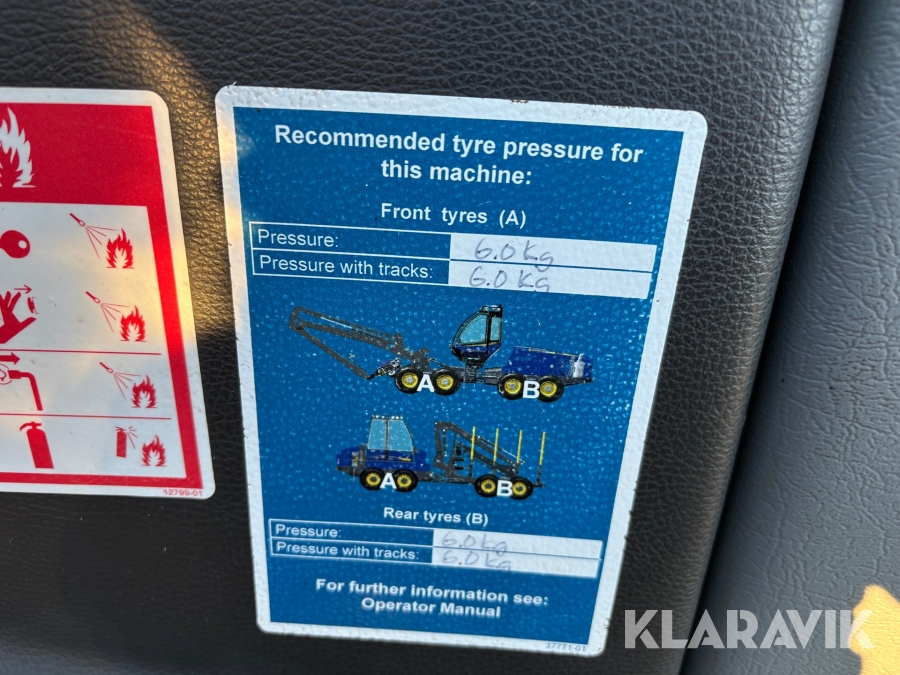 Recommended tyre pressure for
this machine:
Front tyres (A)
Pressure: 6.0 kg
Pressure with tracks: 6.0 kg
A
B
A
B
Rear tyres (B)
Pressure: 6.0 kg
Pressure with tracks: 6.0 kg
For further information see:
Operator Manual
37771-01
12799-01
KLARAVIK